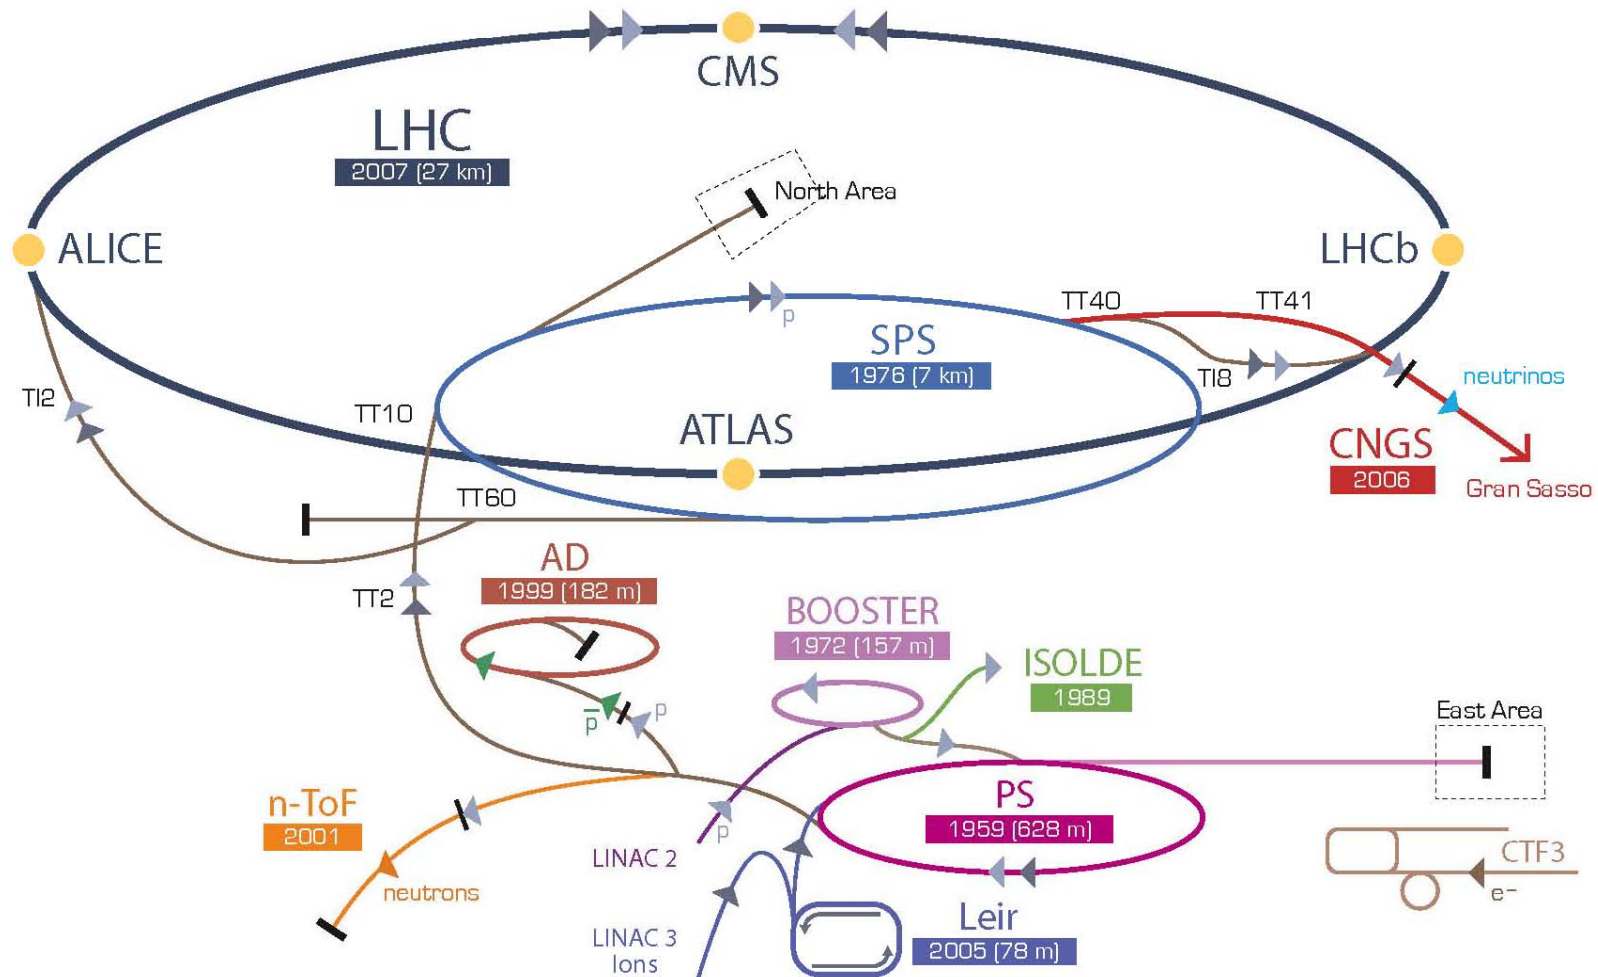 CMS
LHC
2007 (27 km)
North Area
ALICE
LHCb
TT40
TT41
p
SPS
1976 (7 km)
TI8
neutrinos
TI2
TT10
ATLAS
CNGS
2006
Gran Sasso
TT60
AD
1999 (182 m)
TT2
BOOSTER
1972 (157 m)
ISOLDE
1989
p̅
p
East Area
n-ToF
2001
PS
1959 (628 m)
p
LINAC 2
CTF3
neutrons
e⁻
Leir
2005 (78 m)
LINAC 3
Ions